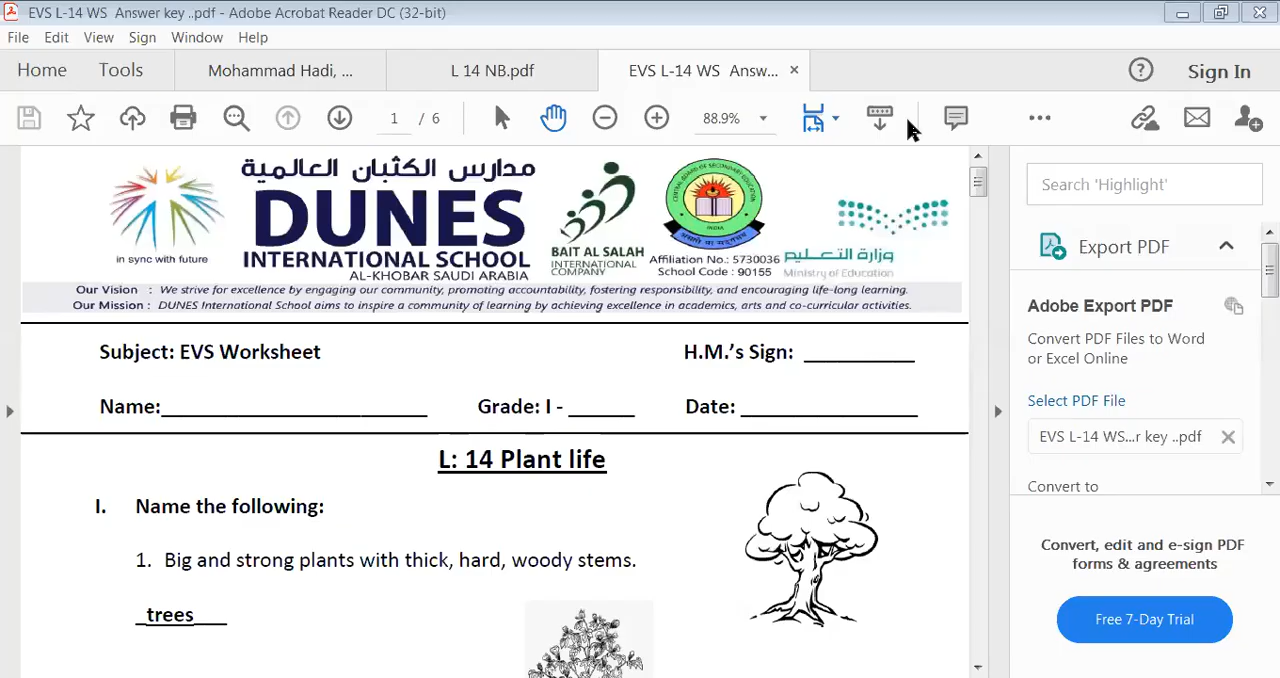 EVS L-14 WS  Answer key ..pdf - Adobe Acrobat Reader DC (32-bit)
File Edit View Sign Window Help
Home Tools Mohammad Hadi, ... L 14 NB.pdf EVS L-14 WS Answ... ×
Sign In
1 / 6 88.9%
Search 'Highlight'
Export PDF
Adobe Export PDF
Convert PDF Files to Word
or Excel Online
Select PDF File
EVS L-14 WS...r key ..pdf
Convert to
Convert, edit and e-sign PDF
forms & agreements
Free 7-Day Trial
مدارس الكثبان العالمية
DUNES
INTERNATIONAL SCHOOL
AL-KHOBAR SAUDI ARABIA
in sync with future
BAIT AL SALAH
INTERNATIONAL
COMPANY
CENTRAL BOARD OF SECONDARY EDUCATION
INDIA
Affiliation No.: 5730036
School Code : 90155
وزارة التعليم
Ministry of Education
Our Vision : We strive for excellence by engaging our community, promoting accountability, fostering responsibility, and encouraging life-long learning.
Our Mission : DUNES International School aims to inspire a community of learning by achieving excellence in academics, arts and co-curricular activities.
Subject: EVS Worksheet H.M.'s Sign: __________
Name:________________________ Grade: I - ______ Date: ________________
L: 14 Plant life
I. Name the following:
1. Big and strong plants with thick, hard, woody stems.
_trees___